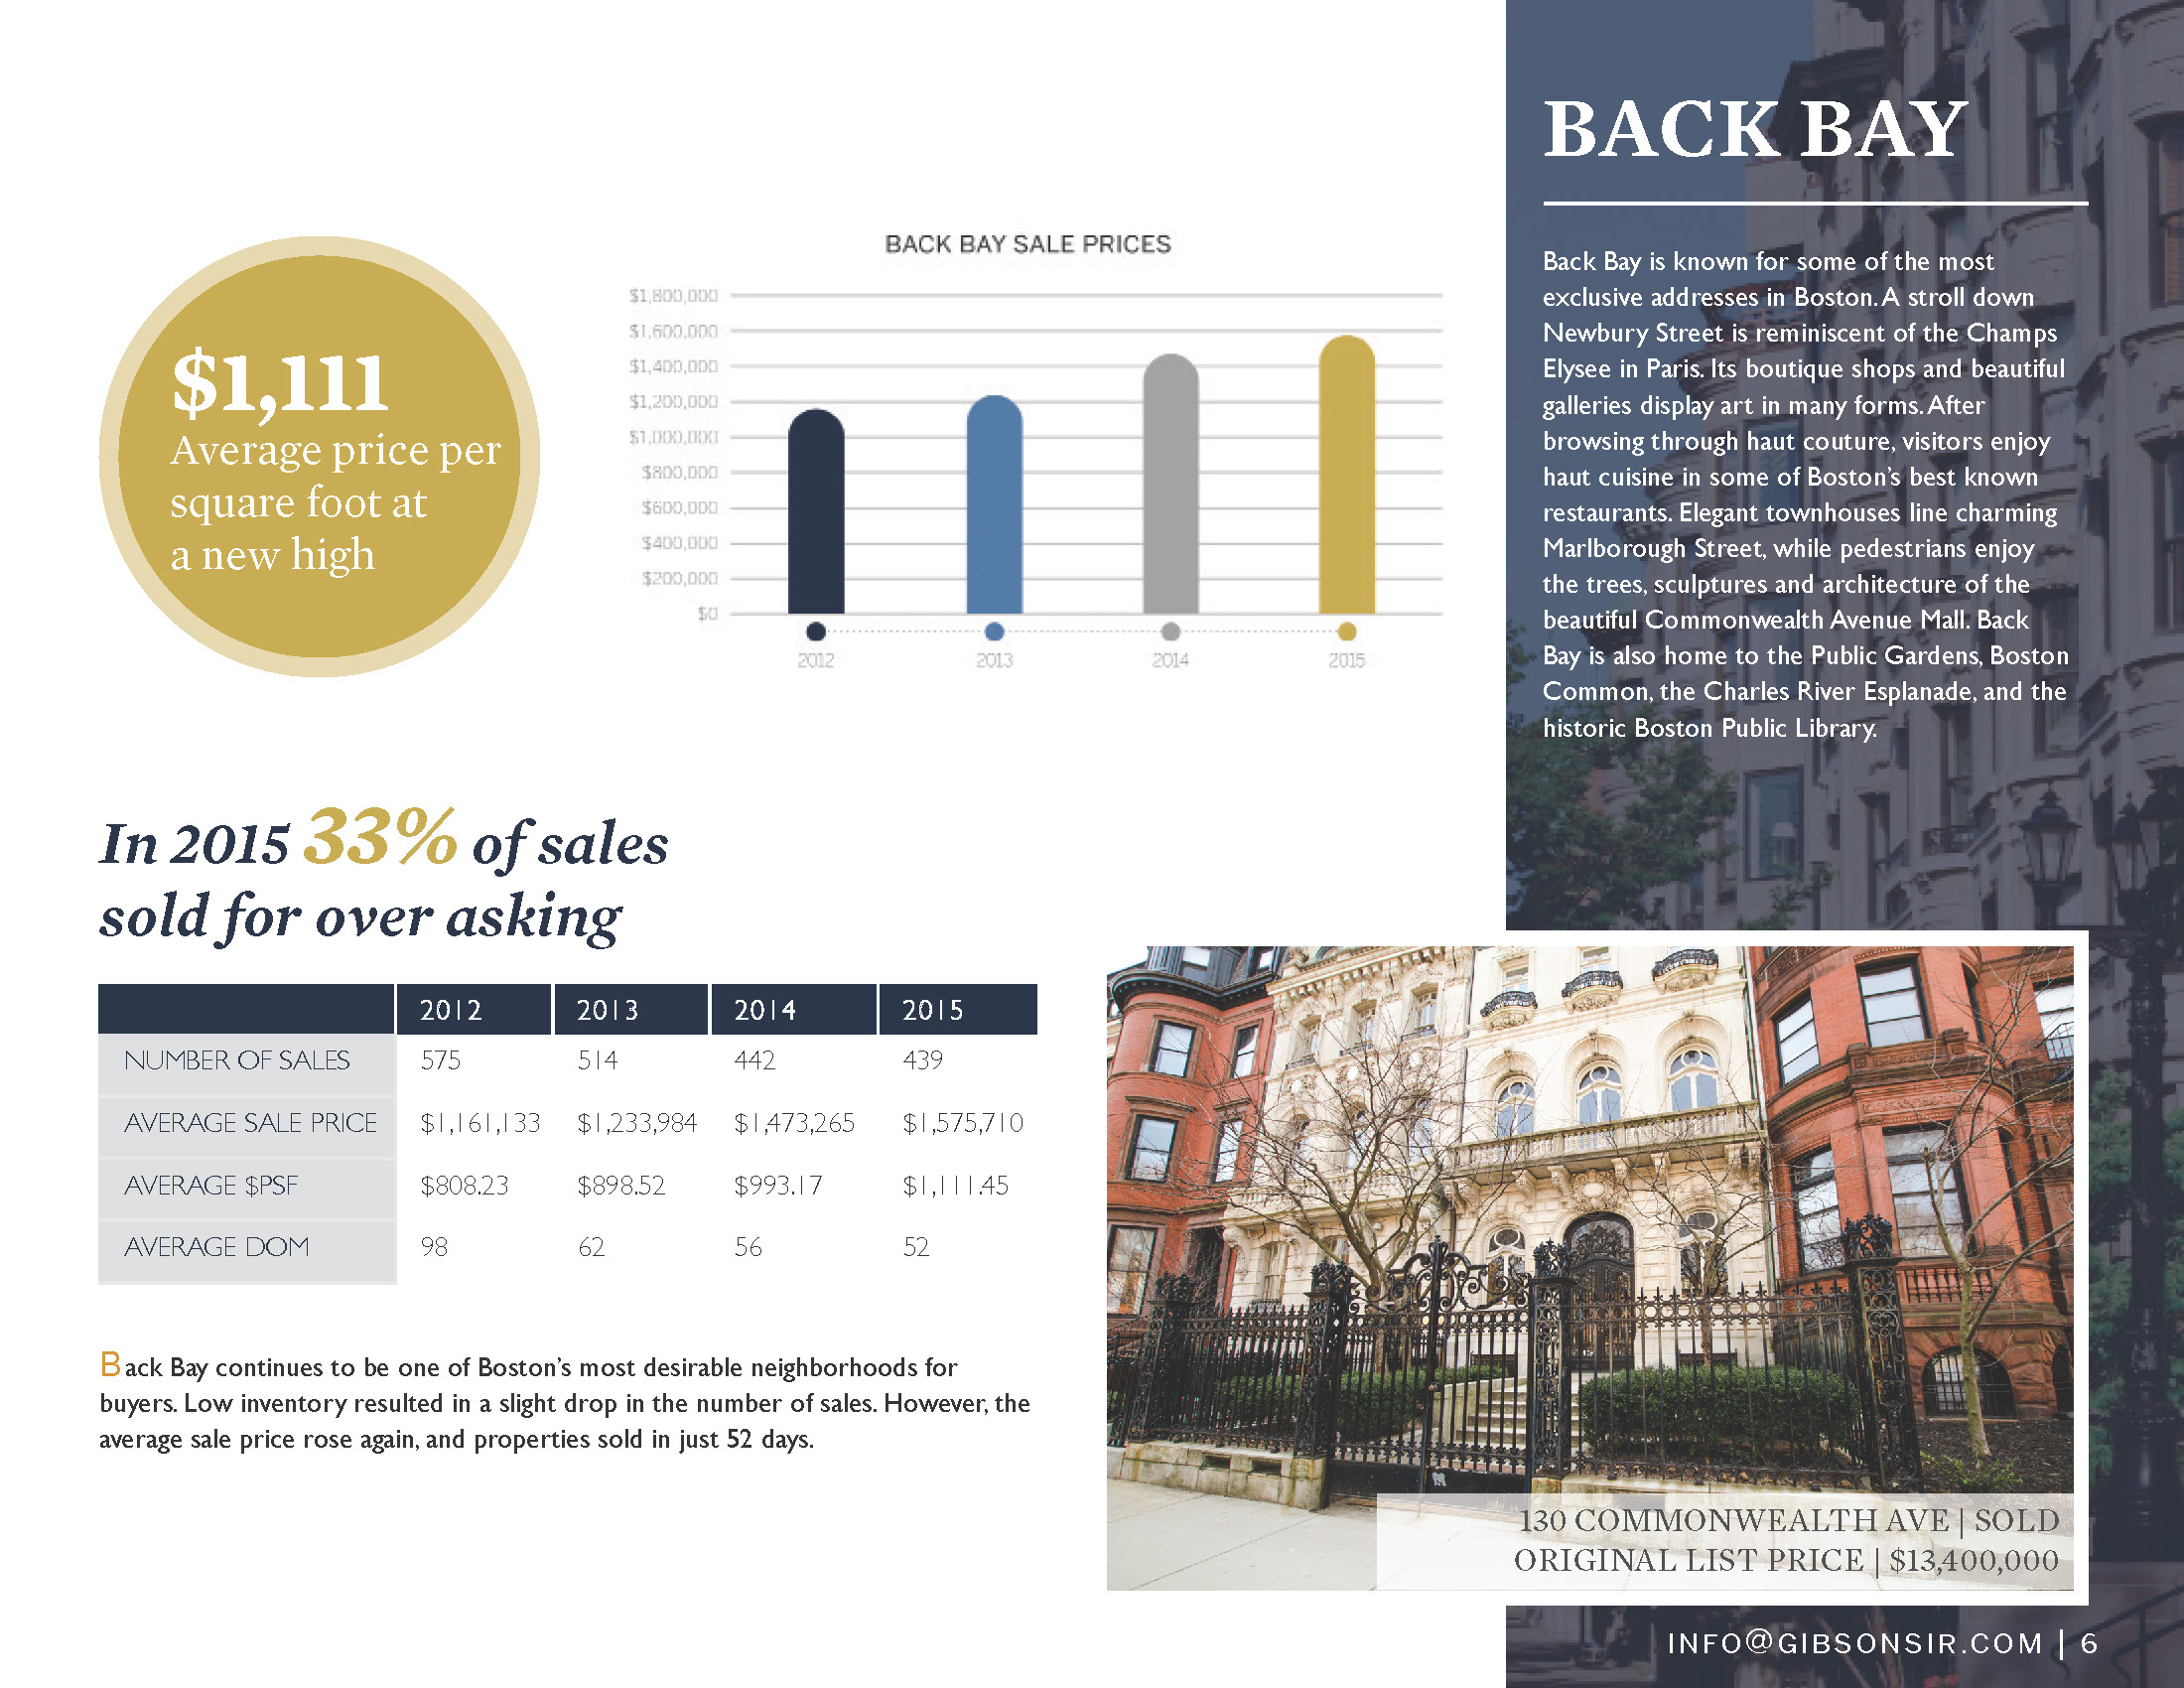 BACK BAY
Back Bay is known for some of the most
exclusive addresses in Boston. A stroll down
Newbury Street is reminiscent of the Champs
Elysee in Paris. Its boutique shops and beautiful
galleries display art in many forms. After
browsing through haut couture, visitors enjoy
haut cuisine in some of Boston's best known
restaurants. Elegant townhouses line charming
Marlborough Street, while pedestrians enjoy
the trees, sculptures and architecture of the
beautiful Commonwealth Avenue Mall. Back
Bay is also home to the Public Gardens, Boston
Common, the Charles River Esplanade, and the
historic Boston Public Library.
$1,111
Average price per
square foot at
a new high
BACK BAY SALE PRICES
$1,800,000
$1,600,000
$1,400,000
$1,200,000
$1,000,000
$800,000
$600,000
$400,000
$200,000
$0
2012 2013 2014 2015
In 2015 33% of sales
sold for over asking
2012 2013 2014 2015
NUMBER OF SALES 575 514 442 439
AVERAGE SALE PRICE $1,161,133 $1,233,984 $1,473,265 $1,575,710
AVERAGE $PSF $808.23 $898.52 $993.17 $1,111.45
AVERAGE DOM 98 62 56 52
Back Bay continues to be one of Boston's most desirable neighborhoods for
buyers. Low inventory resulted in a slight drop in the number of sales. However, the
average sale price rose again, and properties sold in just 52 days.
130 COMMONWEALTH AVE | SOLD
ORIGINAL LIST PRICE | $13,400,000
INFO@GIBSONSIR.COM | 6